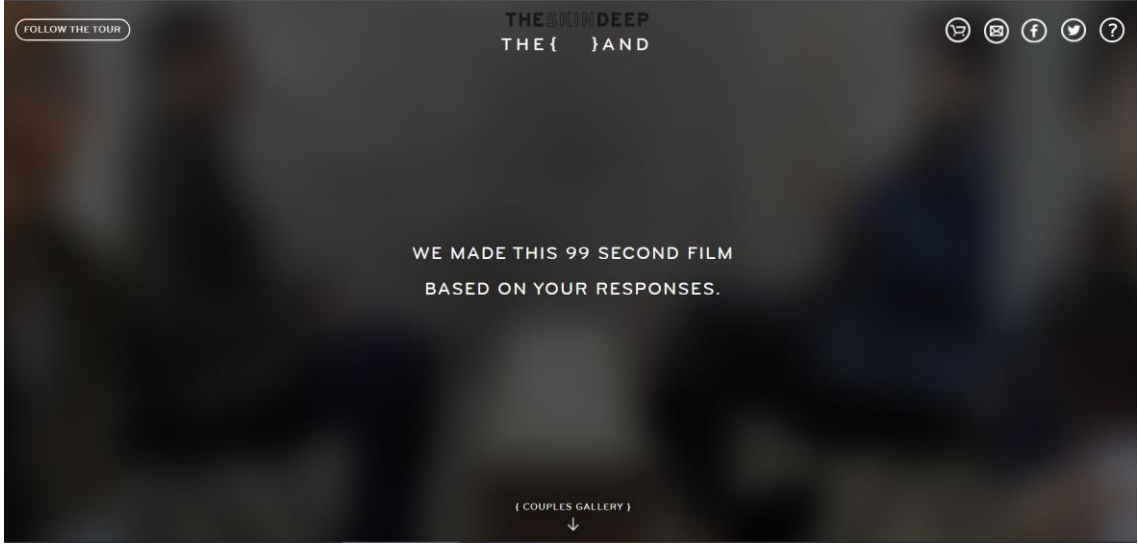 FOLLOW THE TOUR
THESKINDEEP
THE{ }AND
WE MADE THIS 99 SECOND FILM
BASED ON YOUR RESPONSES.
{ COUPLES GALLERY }